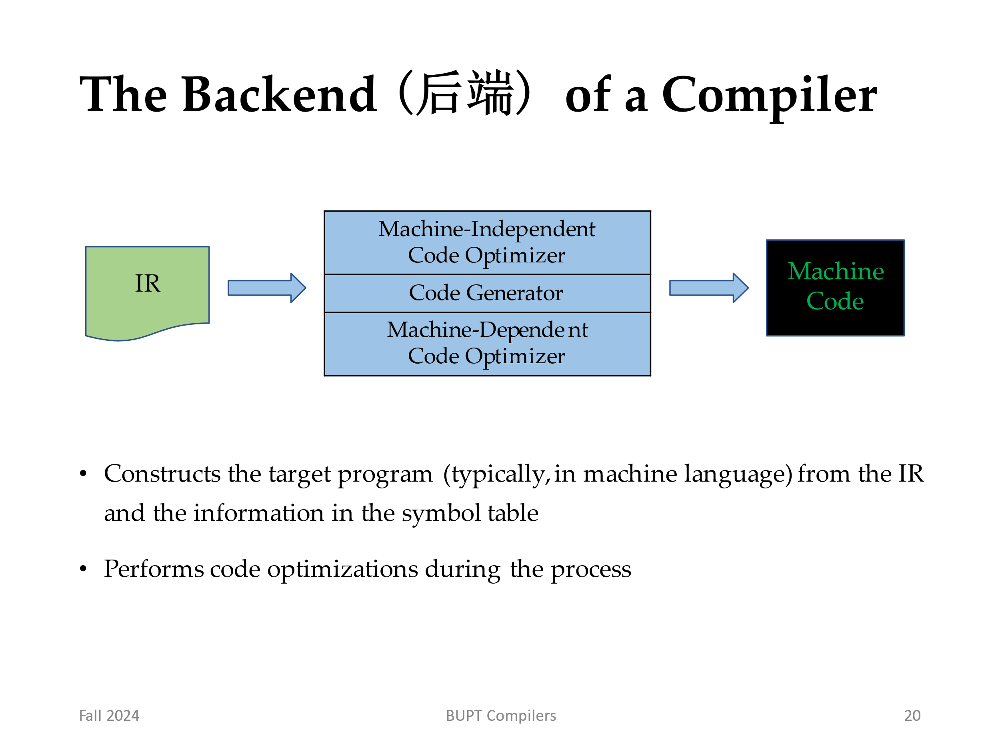 The Backend（后端）of a Compiler
IR
Machine-Independent
Code Optimizer
Code Generator
Machine-Dependent
Code Optimizer
Machine
Code
• Constructs the target program (typically, in machine language) from the IR
and the information in the symbol table
• Performs code optimizations during the process
Fall 2024
BUPT Compilers
20